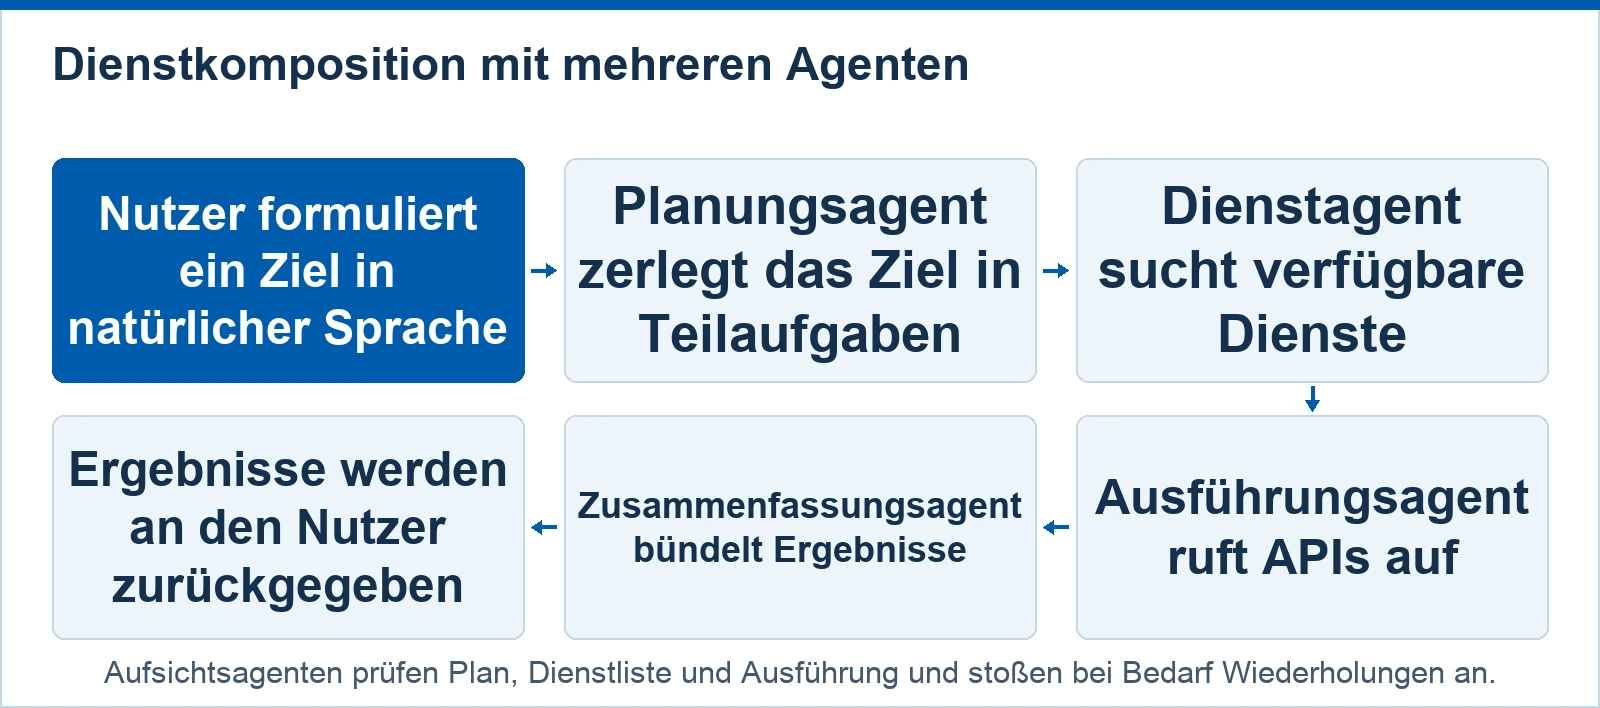 Dienstkomposition mit mehreren Agenten
Nutzer formuliert
ein Ziel in
natürlicher Sprache
Planungsagent
zerlegt das Ziel in
Teilaufgaben
Dienstagent
sucht verfügbare
Dienste
Ausführungsagent
ruft APIs auf
Zusammenfassungsagent
bündelt Ergebnisse
Ergebnisse werden
an den Nutzer
zurückgegeben
Aufsichtsagenten prüfen Plan, Dienstliste und Ausführung und stoßen bei Bedarf Wiederholungen an.